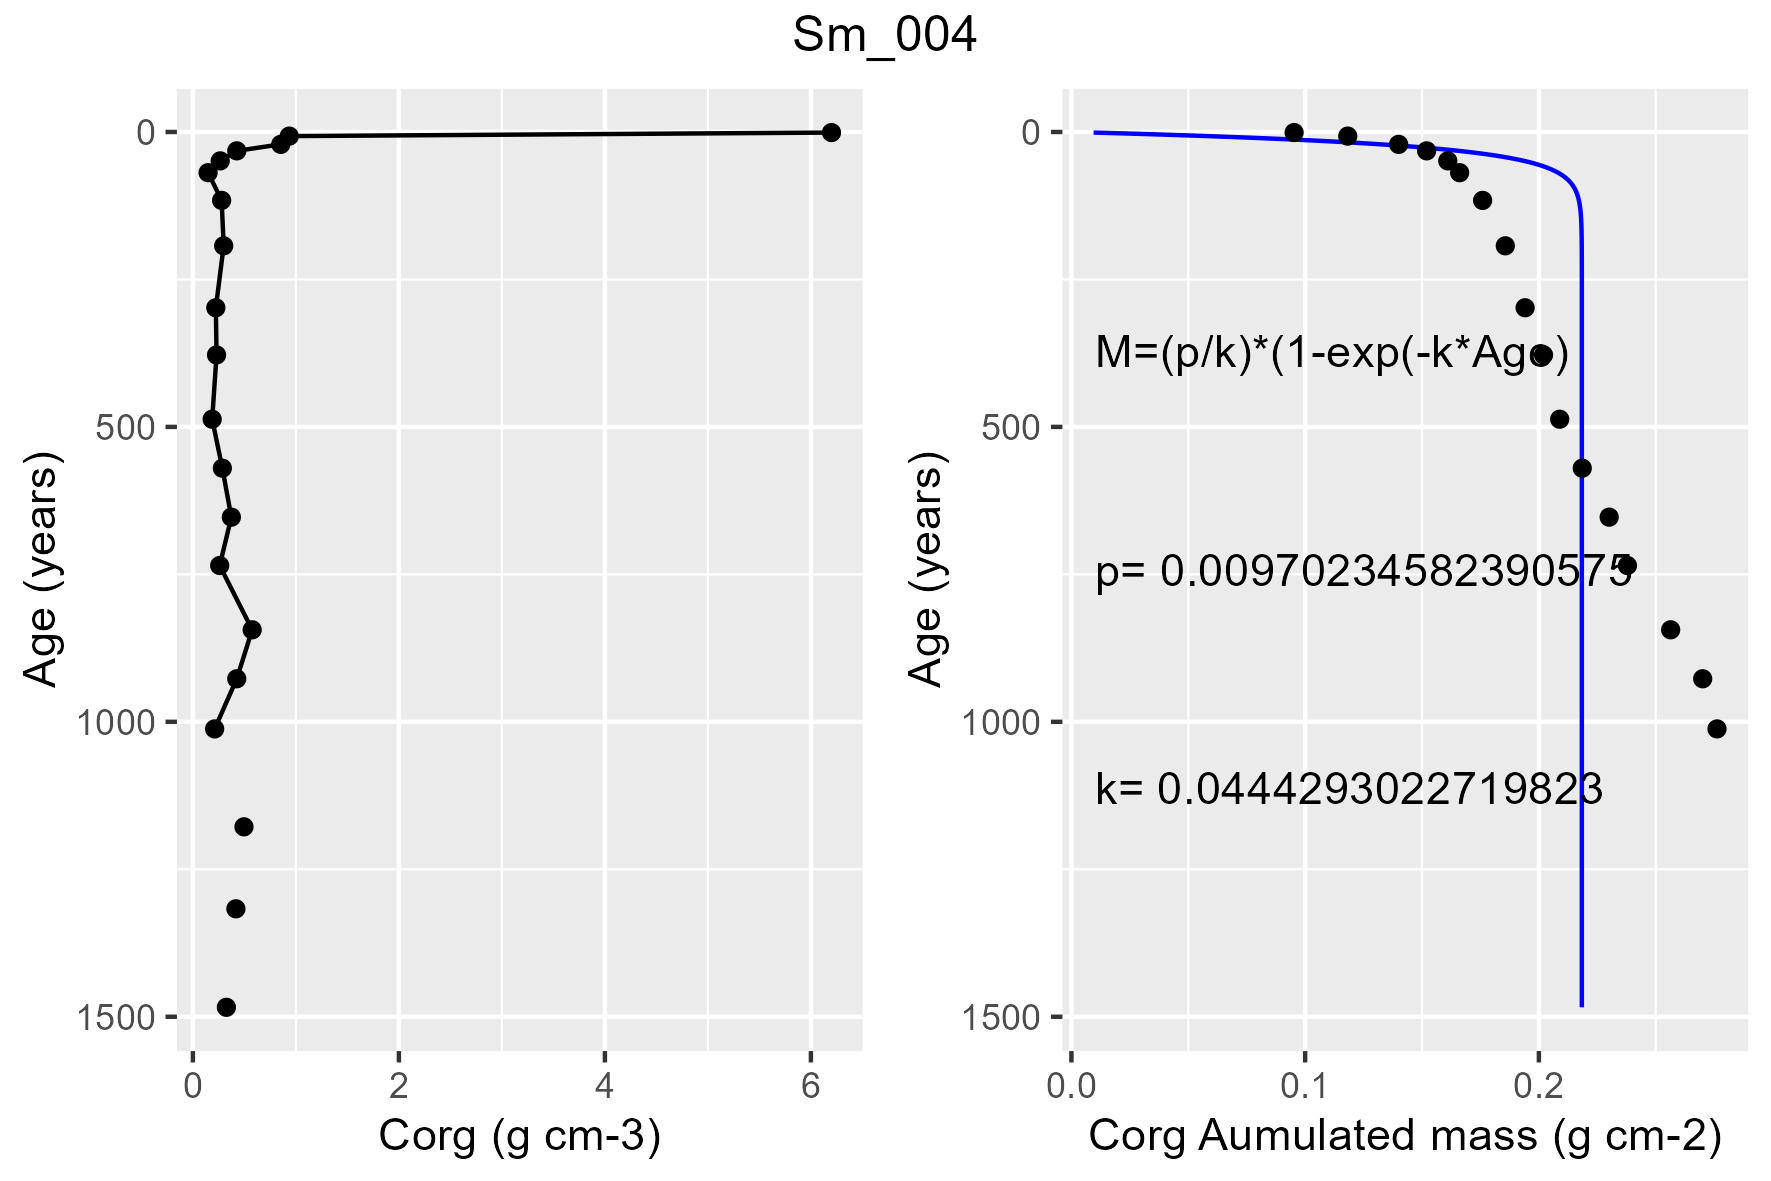 Sm_004
0
500
1000
1500
Age (years)
0 2 4 6
Corg (g cm-3)
0
500
1000
1500
Age (years)
M=(p/k)*(1-exp(-k*Age)
p= 0.00970234582390575
k= 0.0444293022719823
0.0 0.1 0.2
Corg Aumulated mass (g cm-2)